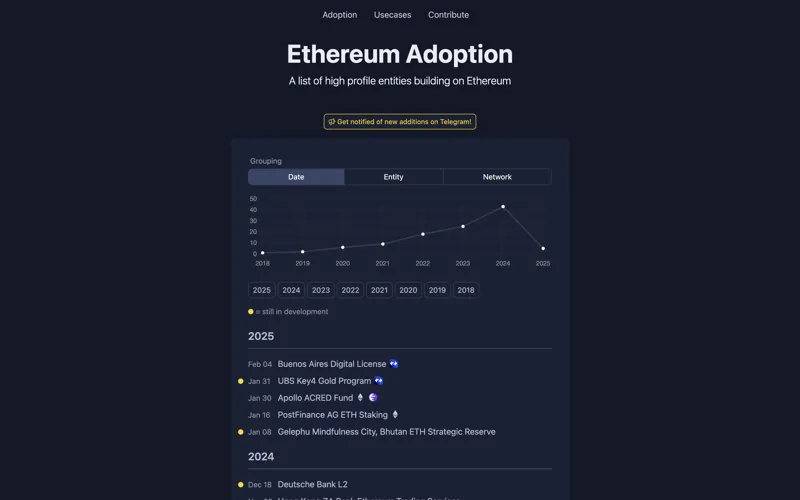 Adoption Usecases Contribute
Ethereum Adoption
A list of high profile entities building on Ethereum
Get notified of new additions on Telegram!
Grouping
Date Entity Network
50
40
30
20
10
0
2018 2019 2020 2021 2022 2023 2024 2025
2025 2024 2023 2022 2021 2020 2019 2018
= still in development
2025
Feb 04 Buenos Aires Digital License
Jan 31 UBS Key4 Gold Program
Jan 30 Apollo ACRED Fund
Jan 16 PostFinance AG ETH Staking
Jan 08 Gelephu Mindfulness City, Bhutan ETH Strategic Reserve
2024
Dec 18 Deutsche Bank L2